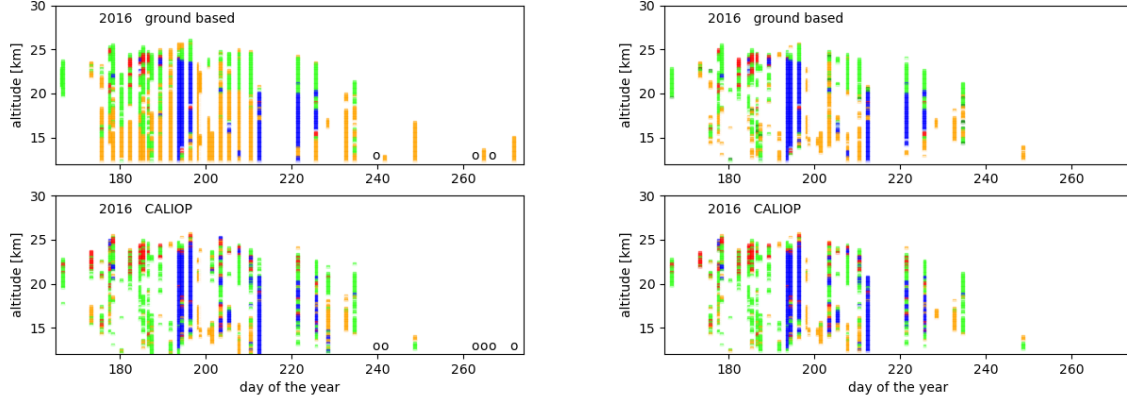 30
25
20
15
altitude [km]
2016 ground based
o o o
180 200 220 240 260
30
25
20
15
altitude [km]
2016 CALIOP
o o o o o o
180 200 220 240 260
day of the year
30
25
20
15
altitude [km]
2016 ground based
180 200 220 240 260
30
25
20
15
altitude [km]
2016 CALIOP
180 200 220 240 260
day of the year